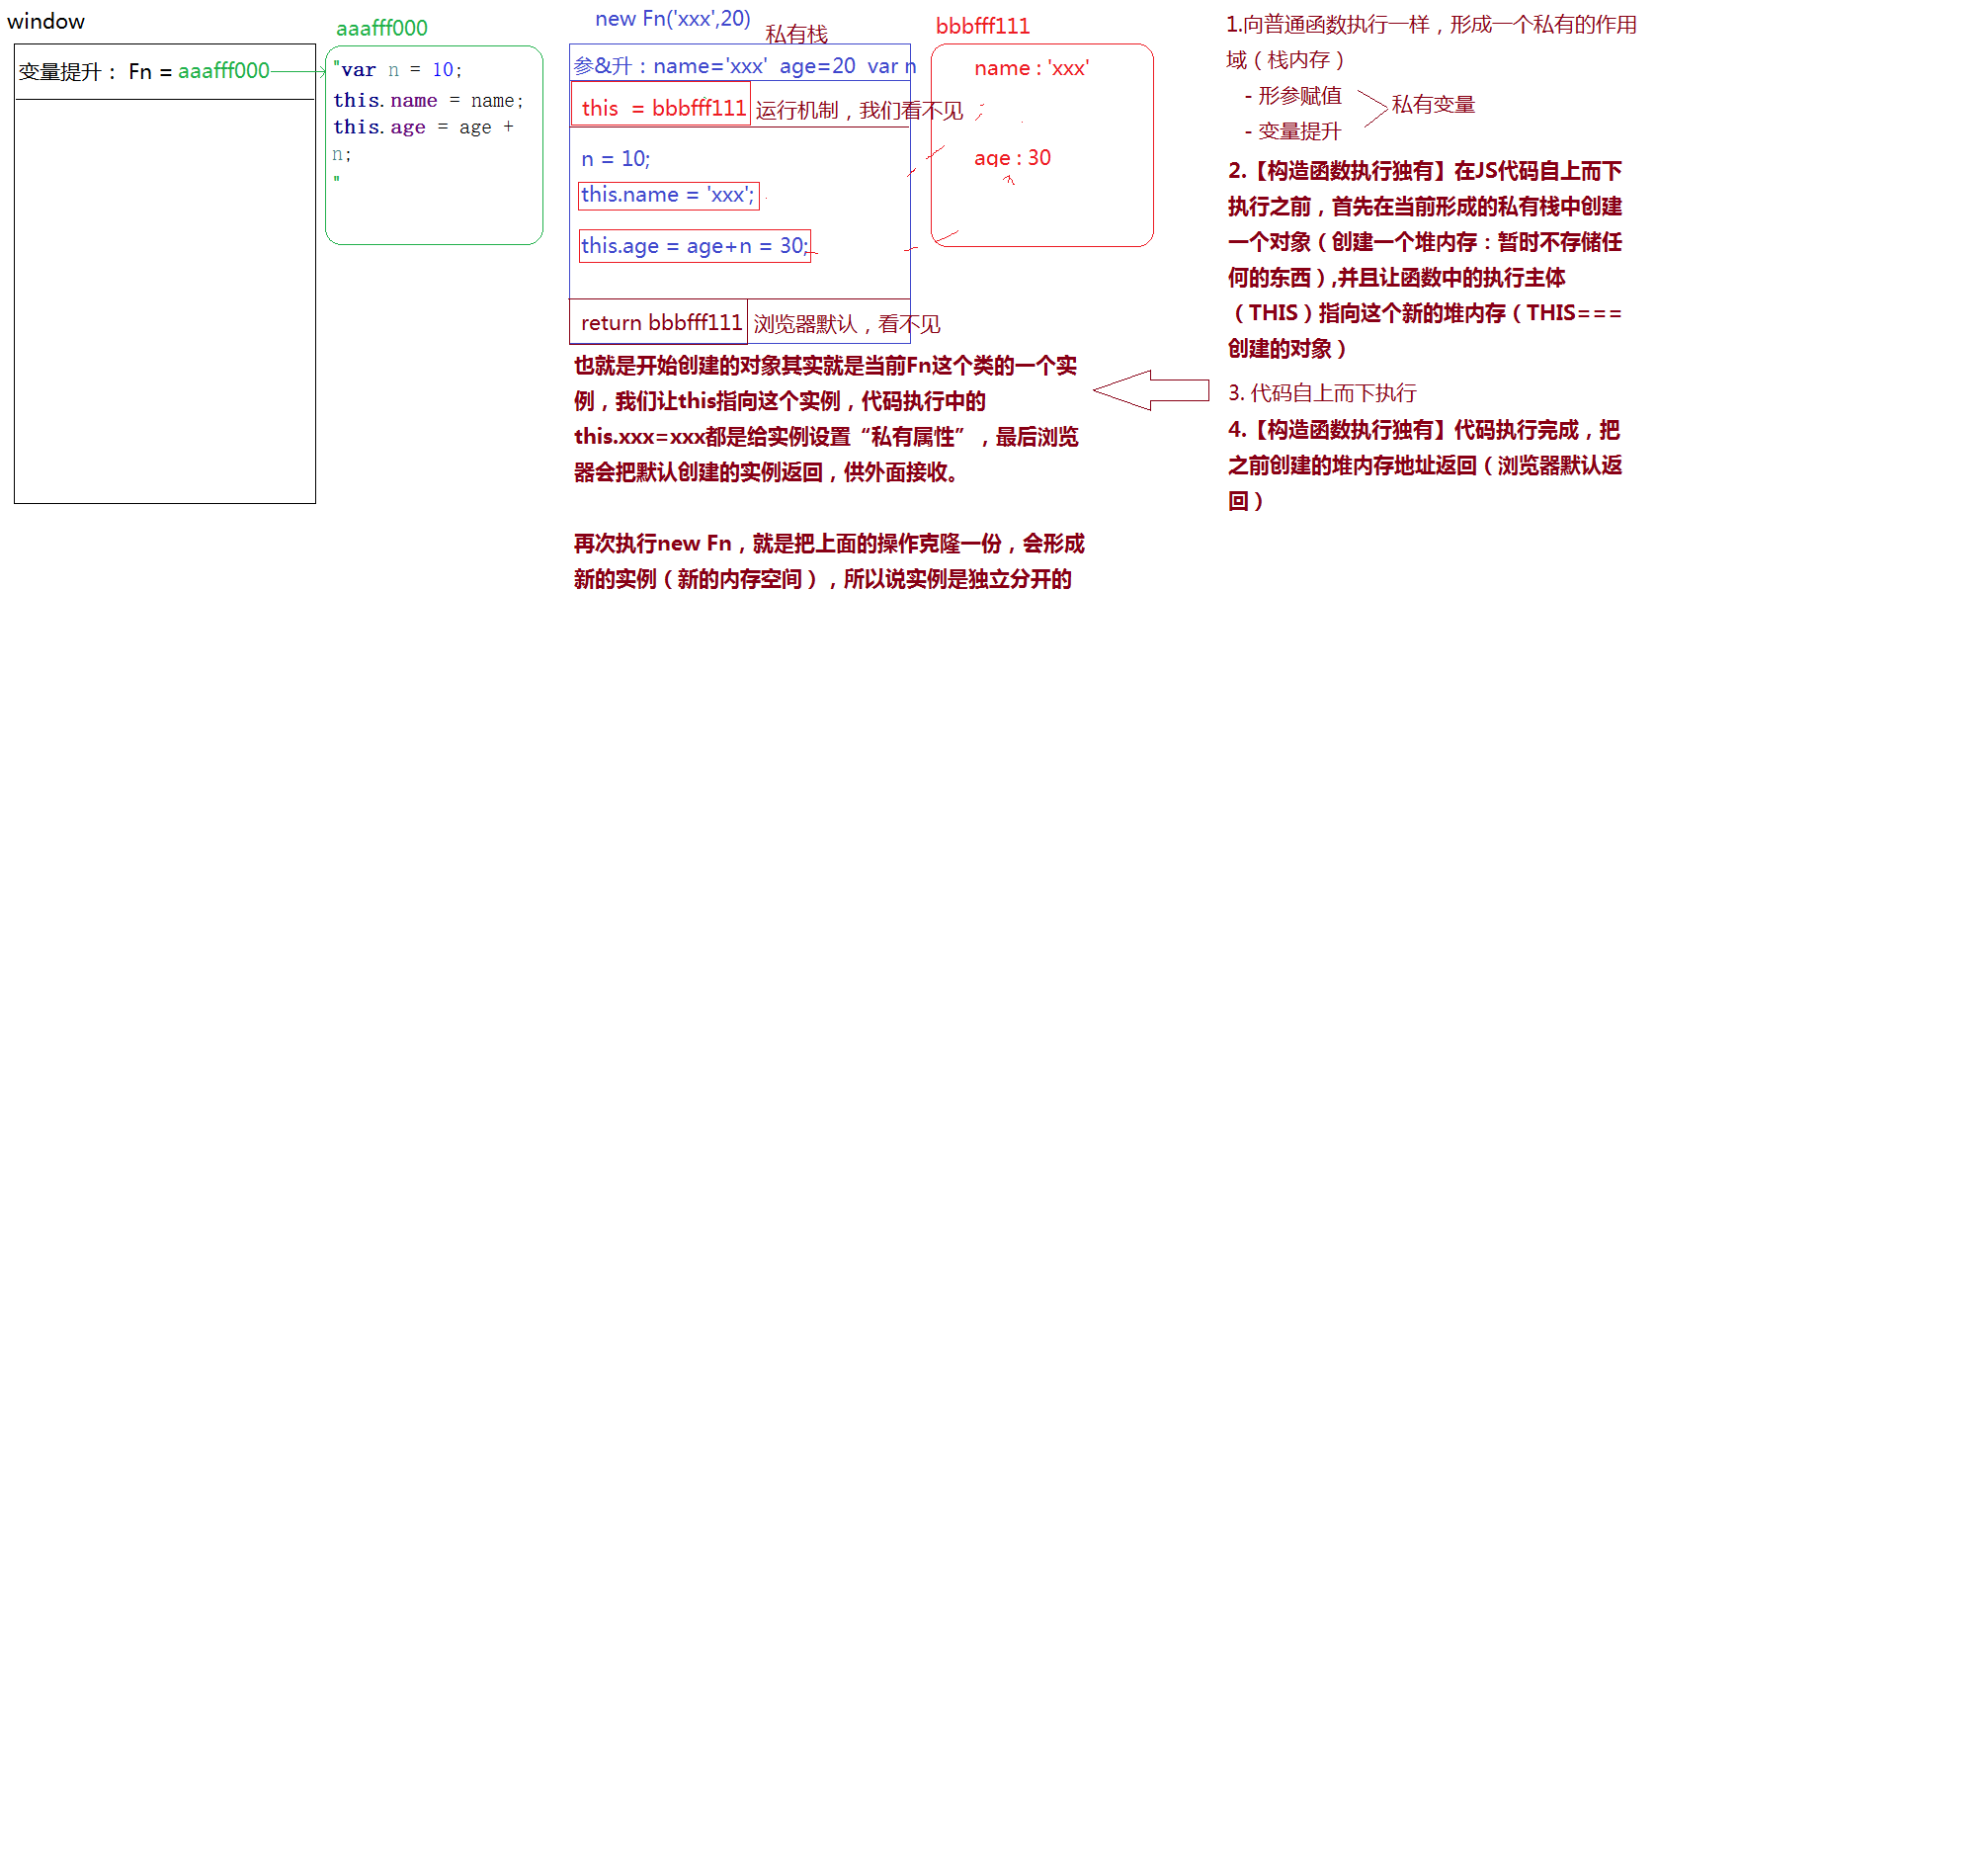 window
变量提升： Fn = aaafff000
aaafff000
"var n = 10;
this.name = name;
this.age = age +
n;
"
new Fn('xxx',20)
私有栈
参&升：name='xxx' age=20 var n
this = bbbfff111
运行机制，我们看不见
n = 10;
this.name = 'xxx';
this.age = age+n = 30;
return bbbfff111
浏览器默认，看不见
bbbfff111
name : 'xxx'
age : 30
也就是开始创建的对象其实就是当前Fn这个类的一个实
例，我们让this指向这个实例，代码执行中的
this.xxx=xxx都是给实例设置“私有属性”，最后浏览
器会把默认创建的实例返回，供外面接收。
再次执行new Fn，就是把上面的操作克隆一份，会形成
新的实例（新的内存空间），所以说实例是独立分开的
1.向普通函数执行一样，形成一个私有的作用
域（栈内存）
- 形参赋值
- 变量提升
私有变量
2.【构造函数执行独有】在JS代码自上而下
执行之前，首先在当前形成的私有栈中创建
一个对象（创建一个堆内存：暂时不存储任
何的东西）,并且让函数中的执行主体
（THIS）指向这个新的堆内存（THIS===
创建的对象）
3. 代码自上而下执行
4.【构造函数执行独有】代码执行完成，把
之前创建的堆内存地址返回（浏览器默认返
回）